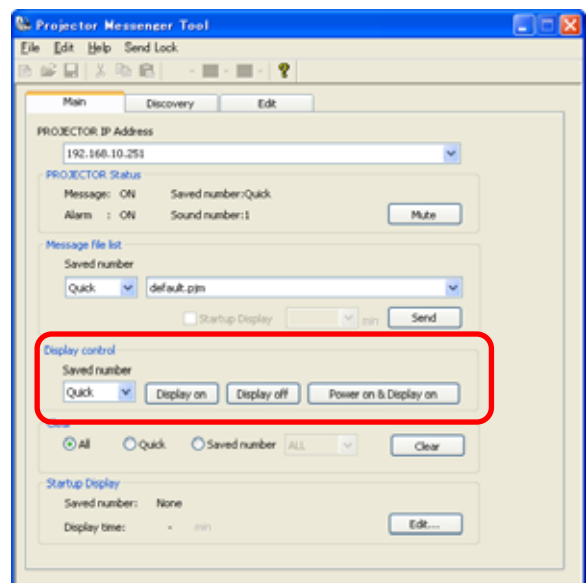 Projector Messenger Tool
File Edit Help Send Lock
Main Discovery Edit
PROJECTOR IP Address
192.168.10.251
PROJECTOR Status
Message: ON Saved number:Quick
Alarm : ON Sound number:1 Mute
Message file list
Saved number
Quick default.pjm
Startup Display min Send
Display control
Saved number
Quick Display on Display off Power on & Display on
Clear
All Quick Saved number ALL Clear
Startup Display
Saved number: None
Display time: - min Edit...